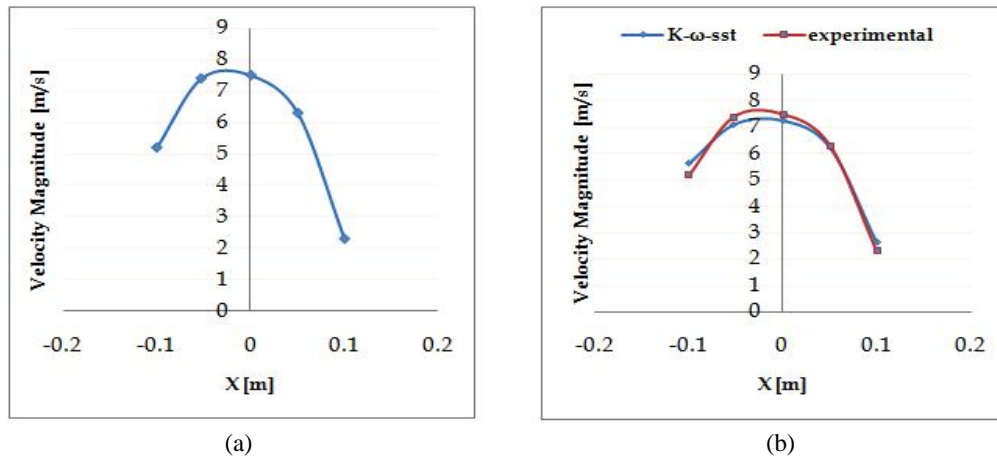 9
8
7
6
5
4
3
2
1
0
Velocity Magnitude [m/s]
-0.2 -0.1 0 0.1 0.2
X [m]
(a)
K-ω-sst experimental
9
8
7
6
5
4
3
2
1
0
Velocity Magnitude [m/s]
-0.2 -0.1 0 0.1 0.2
X [m]
(b)